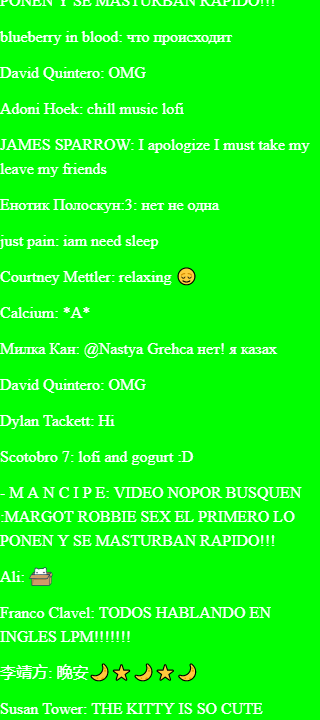 PONEN Y SE MASTURBAN RAPIDO!!!
blueberry in blood: что происходит
David Quintero: OMG
Adoni Hoek: chill music lofi
JAMES SPARROW: I apologize I must take my
leave my friends
Енотик Полоскун:3: нет не одна
just pain: iam need sleep
Courtney Mettler: relaxing 😌
Calcium: *A*
Милка Кан: @Nastya Grehca нет! я казах
David Quintero: OMG
Dylan Tackett: Hi
Scotobro 7: lofi and gogurt :D
- M A N C I P E: VIDEO NOPOR BUSQUEN
:MARGOT ROBBIE SEX EL PRIMERO LO
PONEN Y SE MASTURBAN RAPIDO!!!
Ali:
Franco Clavel: TODOS HABLANDO EN
INGLES LPM!!!!!!!
李靖方: 晚安🌙⭐🌙⭐🌙
Susan Tower: THE KITTY IS SO CUTE